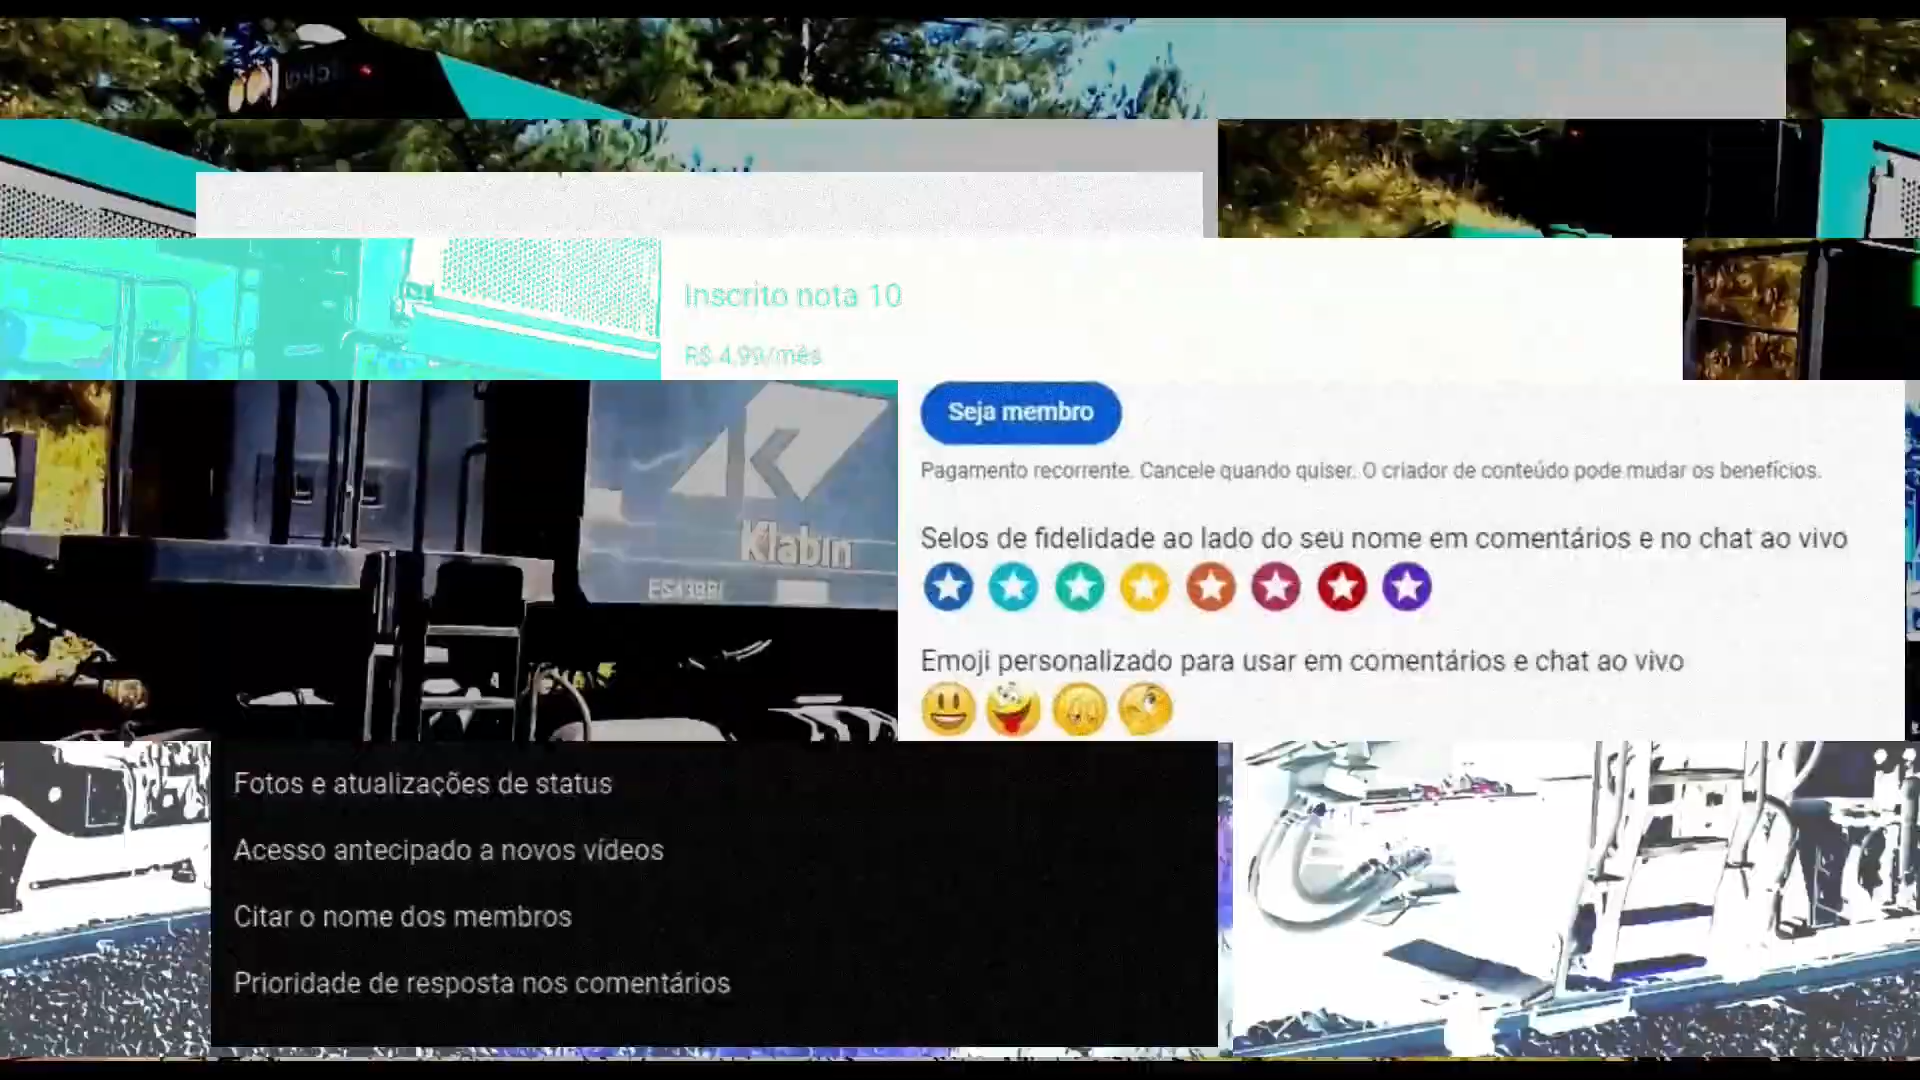 Inscrito nota 10
R$ 4,99/mês
Seja membro
Pagamento recorrente. Cancele quando quiser. O criador de conteúdo pode mudar os benefícios.
Klabin
Selos de fidelidade ao lado do seu nome em comentários e no chat ao vivo
Emoji personalizado para usar em comentários e chat ao vivo
Fotos e atualizações de status
Acesso antecipado a novos vídeos
Citar o nome dos membros
Prioridade de resposta nos comentários